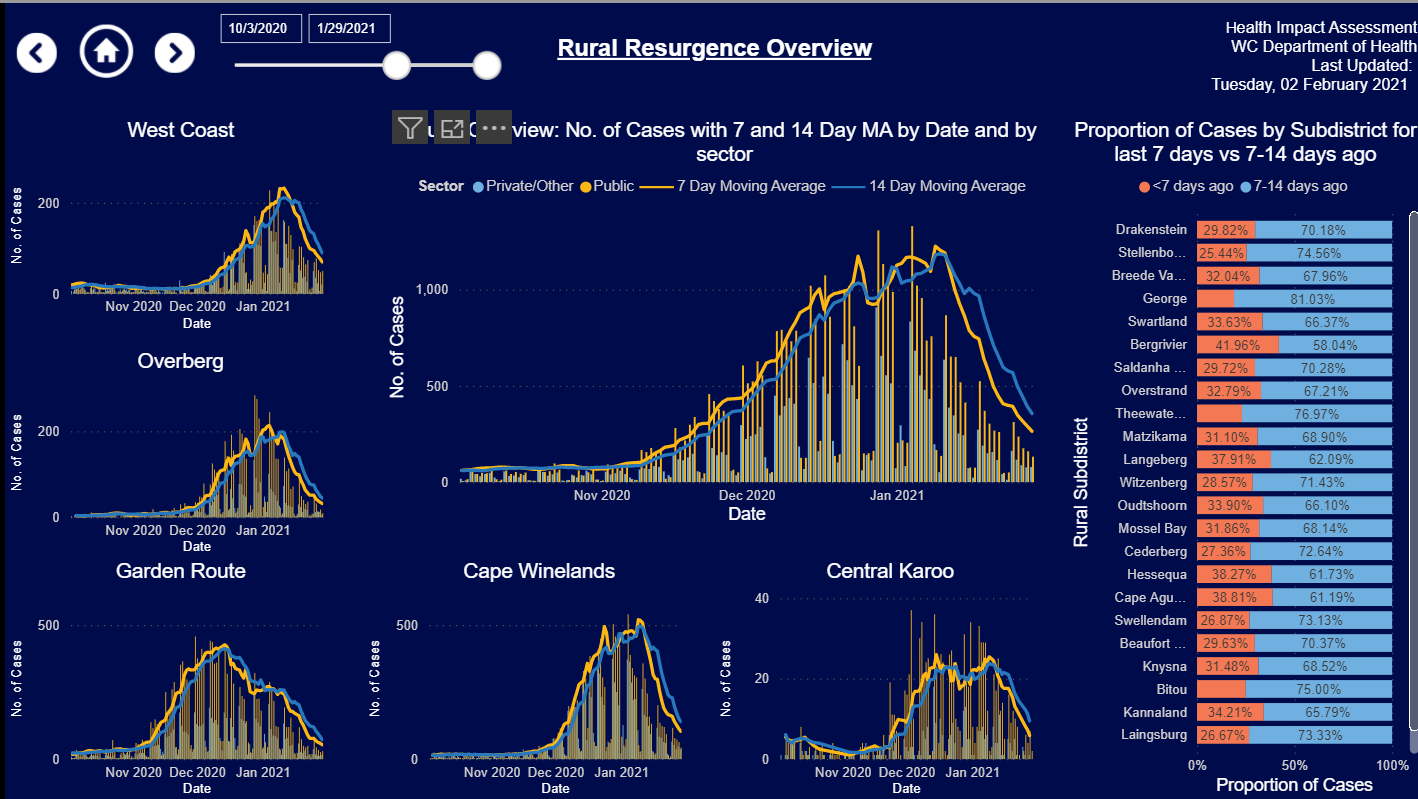 10/3/2020
1/29/2021
Rural Resurgence Overview
Health Impact Assessment
WC Department of Health
Last Updated:
Tuesday, 02 February 2021
West Coast
No. of Cases
200
0
Nov 2020 Dec 2020 Jan 2021
Date
Overberg
No. of Cases
200
0
Nov 2020 Dec 2020 Jan 2021
Date
view: No. of Cases with 7 and 14 Day MA by Date and by
sector
Sector Private/Other Public 7 Day Moving Average 14 Day Moving Average
No. of Cases
1,000
500
0
Nov 2020 Dec 2020 Jan 2021
Date
Garden Route
No. of Cases
500
0
Nov 2020 Dec 2020 Jan 2021
Date
Cape Winelands
No. of Cases
500
0
Nov 2020 Dec 2020 Jan 2021
Date
Central Karoo
No. of Cases
40
20
0
Nov 2020 Dec 2020 Jan 2021
Date
Proportion of Cases by Subdistrict for
last 7 days vs 7-14 days ago
<7 days ago 7-14 days ago
Rural Subdistrict
Drakenstein 29.82% 70.18%
Stellenbo... 25.44% 74.56%
Breede Va... 32.04% 67.96%
George 81.03%
Swartland 33.63% 66.37%
Bergrivier 41.96% 58.04%
Saldanha ... 29.72% 70.28%
Overstrand 32.79% 67.21%
Theewate... 76.97%
Matzikama 31.10% 68.90%
Langeberg 37.91% 62.09%
Witzenberg 28.57% 71.43%
Oudtshoorn 33.90% 66.10%
Mossel Bay 31.86% 68.14%
Cederberg 27.36% 72.64%
Hessequa 38.27% 61.73%
Cape Agu... 38.81% 61.19%
Swellendam 26.87% 73.13%
Beaufort ... 29.63% 70.37%
Knysna 31.48% 68.52%
Bitou 75.00%
Kannaland 34.21% 65.79%
Laingsburg 26.67% 73.33%
0% 50% 100%
Proportion of Cases